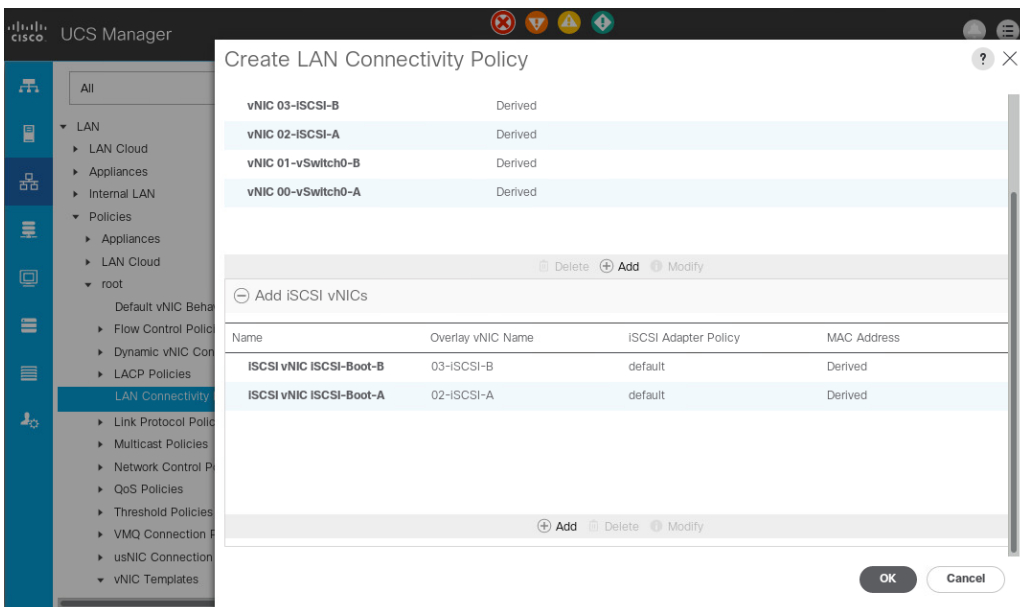 cisco UCS Manager
Create LAN Connectivity Policy
?
All
LAN
LAN Cloud
Appliances
Internal LAN
Policies
Appliances
LAN Cloud
root
Default vNIC Beha
Flow Control Polic
Dynamic vNIC Con
LACP Policies
LAN Connectivity
Link Protocol Polic
Multicast Policies
Network Control P
QoS Policies
Threshold Policies
VMQ Connection P
usNIC Connection
vNIC Templates
vNIC 03-iSCSI-B Derived
vNIC 02-iSCSI-A Derived
vNIC 01-vSwitch0-B Derived
vNIC 00-vSwitch0-A Derived
Delete Add Modify
Add iSCSI vNICs
Name Overlay vNIC Name iSCSI Adapter Policy MAC Address
iSCSI vNIC iSCSI-Boot-B 03-iSCSI-B default Derived
iSCSI vNIC iSCSI-Boot-A 02-iSCSI-A default Derived
Add Delete Modify
OK Cancel